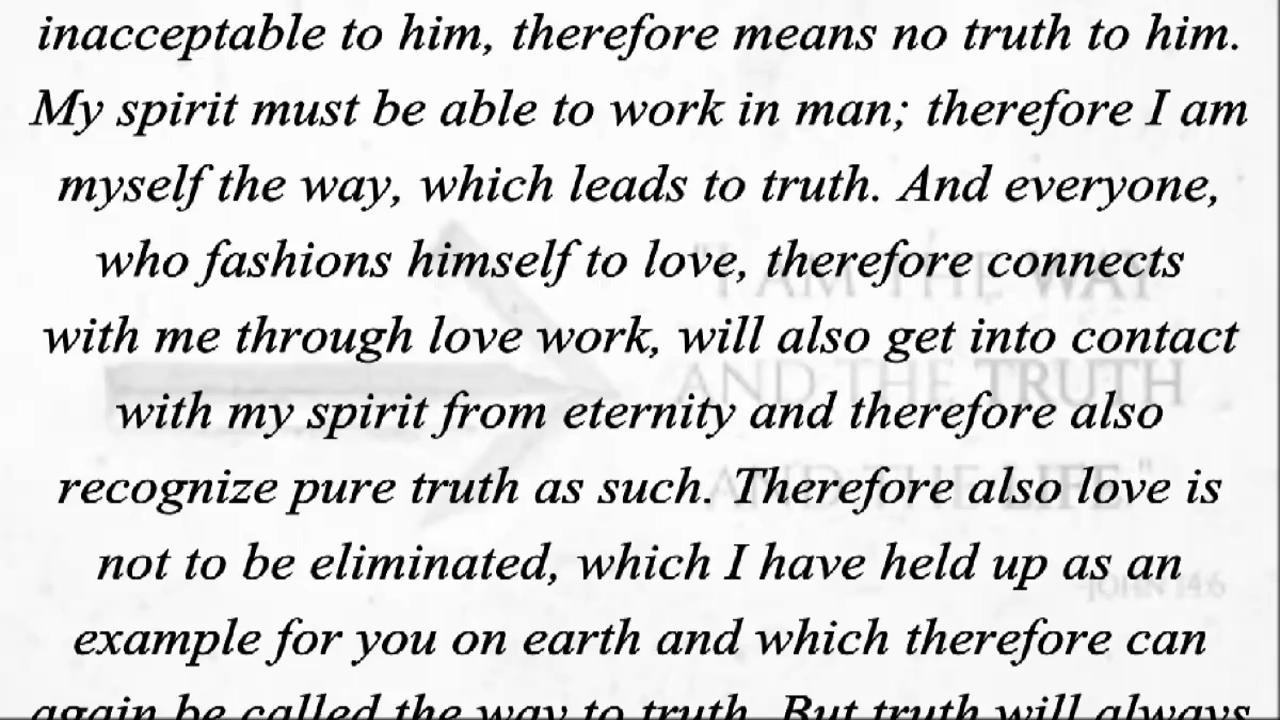 inacceptable to him, therefore means no truth to him.
My spirit must be able to work in man; therefore I am
myself the way, which leads to truth. And everyone,
who fashions himself to love, therefore connects
with me through love work, will also get into contact
with my spirit from eternity and therefore also
recognize pure truth as such. Therefore also love is
not to be eliminated, which I have held up as an
example for you on earth and which therefore can
again be called the way to truth. But truth will always
"I AM THE WAY
AND THE TRUTH
AND THE LIFE."
JOHN 14:6